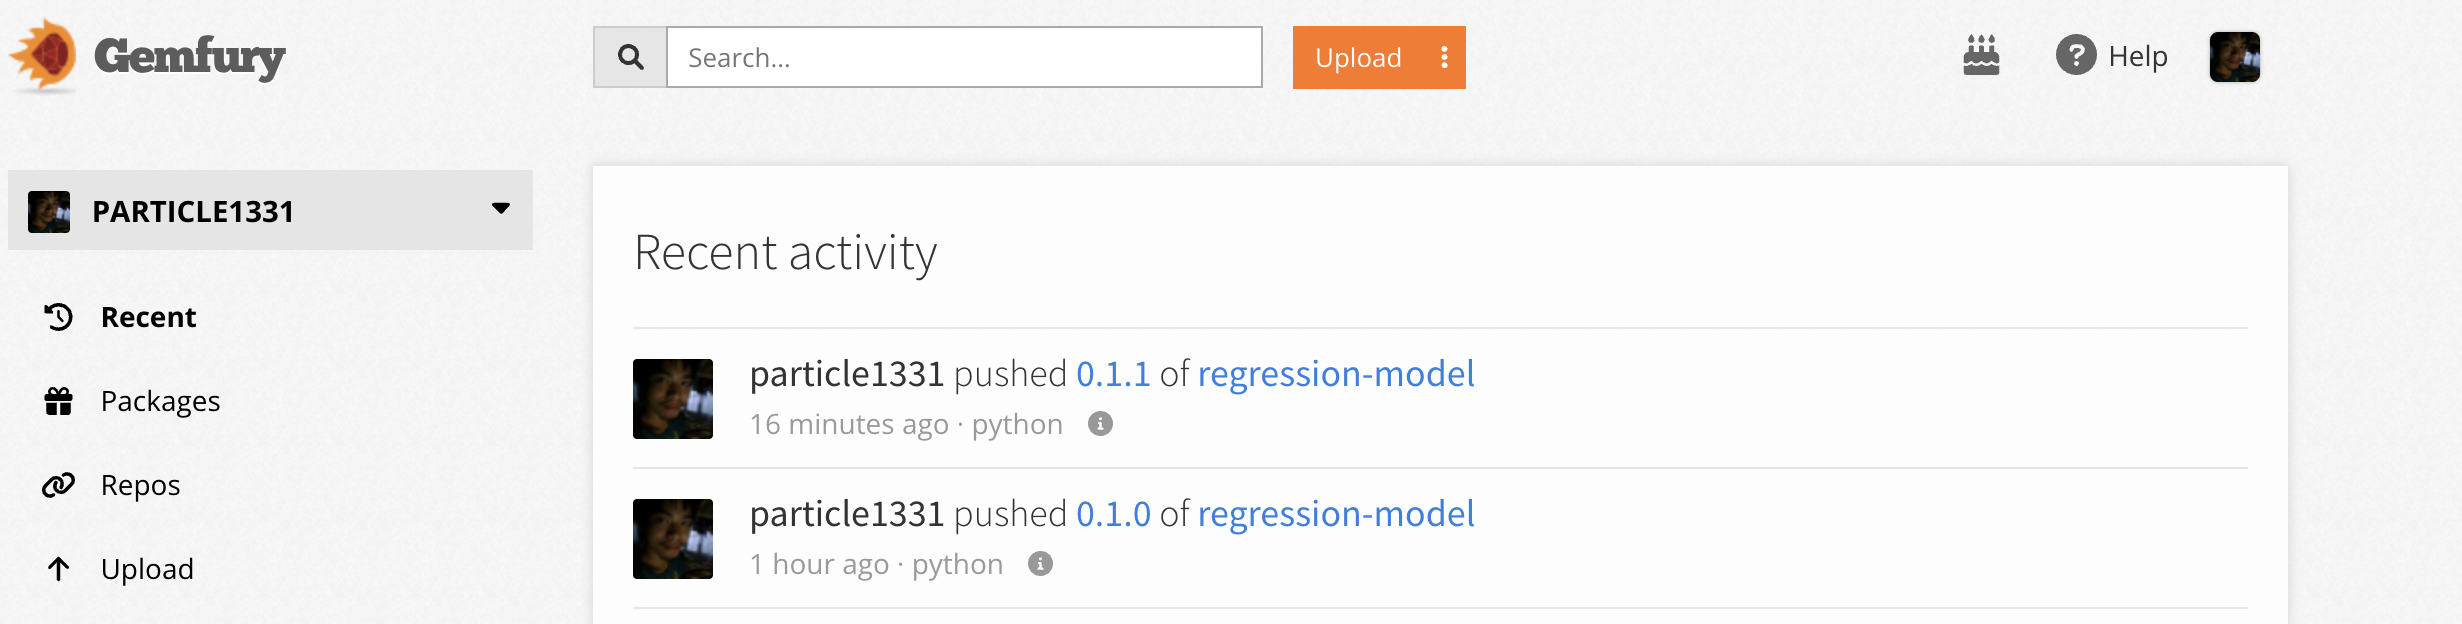 Gemfury
Search...
Upload
Help
PARTICLE1331
Recent
Packages
Repos
Upload
Recent activity
particle1331 pushed 0.1.1 of regression-model
16 minutes ago · python
particle1331 pushed 0.1.0 of regression-model
1 hour ago · python